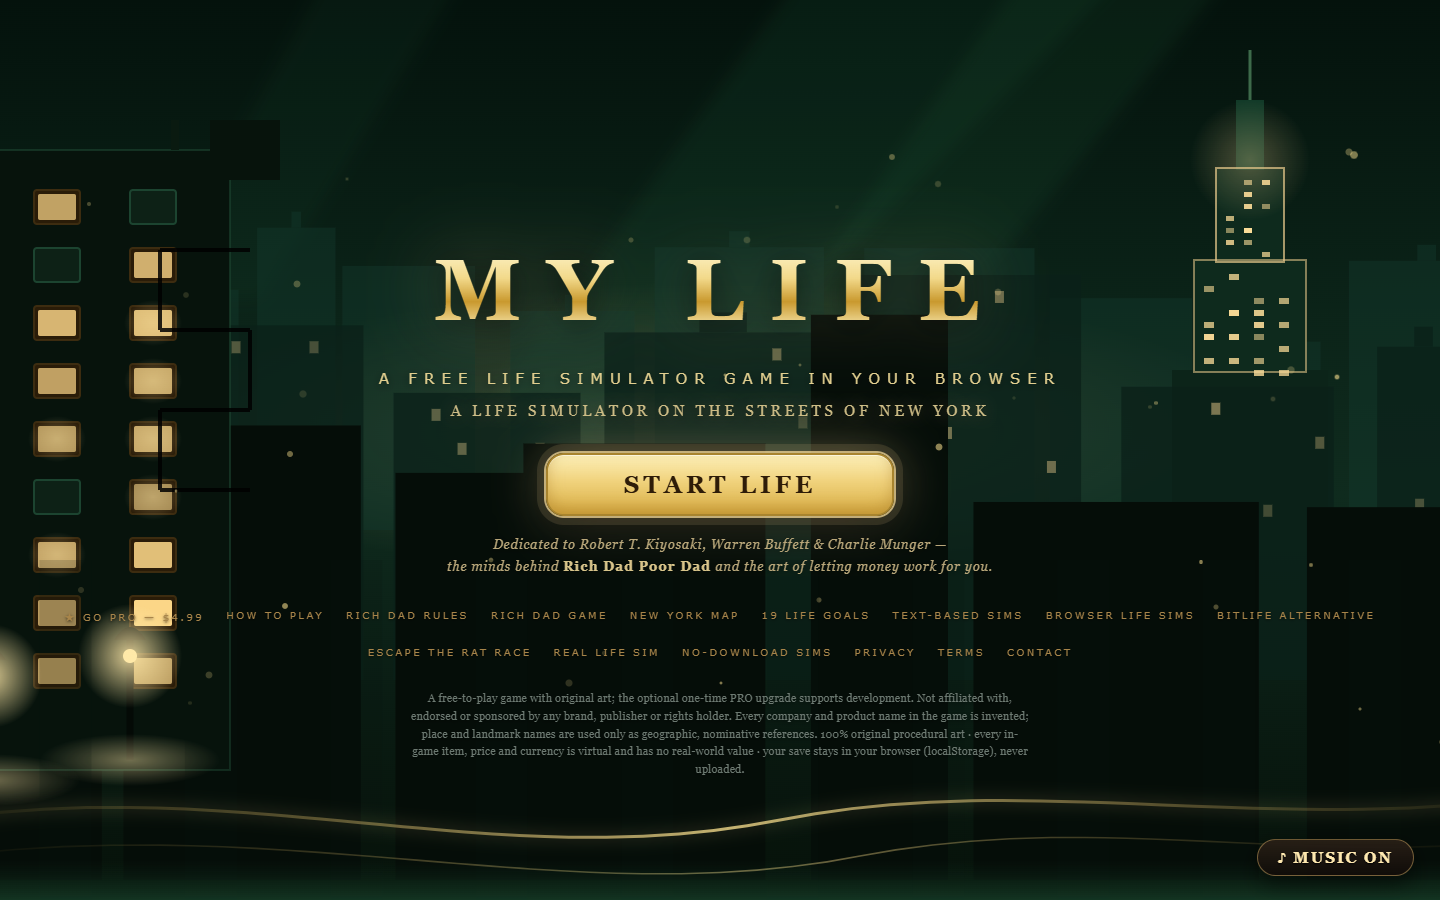 MY LIFE
A FREE LIFE SIMULATOR GAME IN YOUR BROWSER
A LIFE SIMULATOR ON THE STREETS OF NEW YORK
START LIFE
Dedicated to Robert T. Kiyosaki, Warren Buffett & Charlie Munger —
the minds behind Rich Dad Poor Dad and the art of letting money work for you.
GO PRO — $4.99 HOW TO PLAY RICH DAD RULES RICH DAD GAME NEW YORK MAP 19 LIFE GOALS TEXT-BASED SIMS BROWSER LIFE SIMS BITLIFE ALTERNATIVE
ESCAPE THE RAT RACE REAL LIFE SIM NO-DOWNLOAD SIMS PRIVACY TERMS CONTACT
A free-to-play game with original art; the optional one-time PRO upgrade supports development. Not affiliated with,
endorsed or sponsored by any brand, publisher or rights holder. Every company and product name in the game is invented;
place and landmark names are used only as geographic, nominative references. 100% original procedural art · every in-
game item, price and currency is virtual and has no real-world value · your save stays in your browser (localStorage), never
uploaded.
♪ MUSIC ON